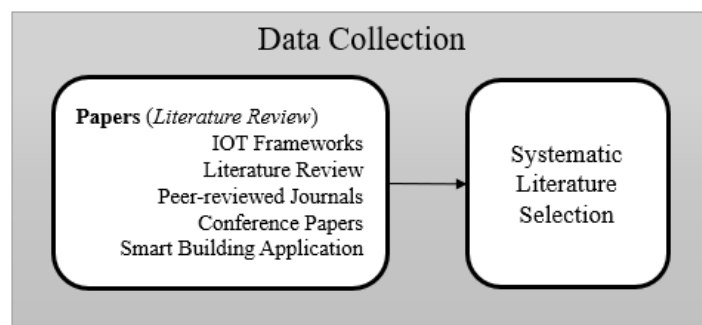 Data Collection
Papers (Literature Review)
IOT Frameworks
Literature Review
Peer-reviewed Journals
Conference Papers
Smart Building Application
Systematic
Literature
Selection